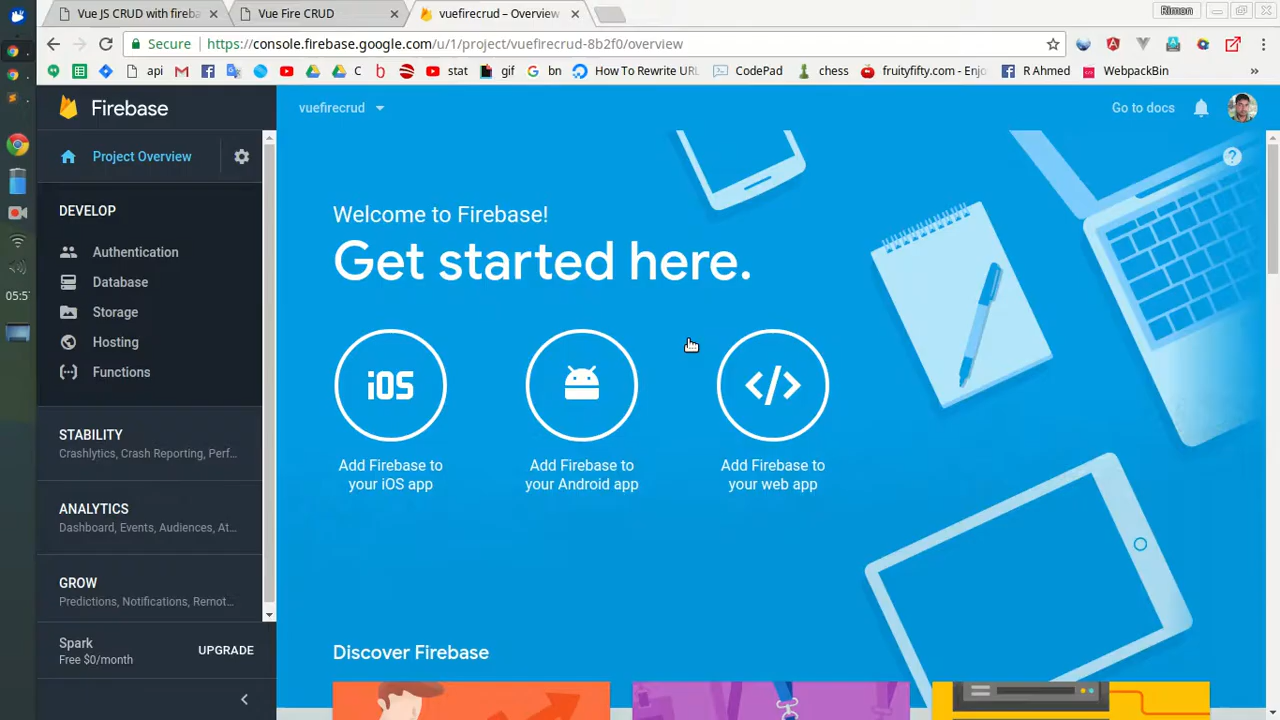 Vue JS CRUD with fireba
Vue Fire CRUD
vuefirecrud – Overview
Rimon
Secure
https://console.firebase.google.com/u/1/project/vuefirecrud-8b2f0/overview
api
C
b
stat
gif
bn
How To Rewrite URL
CodePad
chess
fruityfifty.com - Enjo
R Ahmed
WebpackBin
»
Firebase
vuefirecrud
Go to docs
Project Overview
?
DEVELOP
Authentication
Database
Storage
Hosting
Functions
05:5
STABILITY
Crashlytics, Crash Reporting, Perf...
ANALYTICS
Dashboard, Events, Audiences, At...
GROW
Predictions, Notifications, Remot...
Spark
Free $0/month
UPGRADE
Welcome to Firebase!
Get started here.
iOS
</>
Add Firebase to
your iOS app
Add Firebase to
your Android app
Add Firebase to
your web app
Discover Firebase